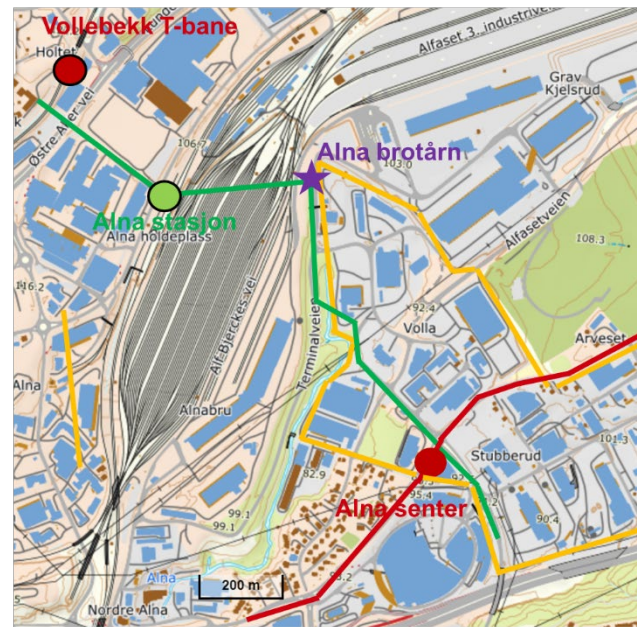 Vollebekk T-bane
Holtet
Alfaset 3. industrivei
Grav
Kjelsrud
Østre Aker vei
106.7
Alna brotårn
103.0
Alna stasjon
Alna holdeplass
Alfasetveien
108.3
116.2
Alf Bjerckes vei
Terminalveien
92.4
Volla
Arveset
Alna
Alnabru
Stubberud
101.3
82.9
95.4
Alna senter
99.1
99.1
90.4
Alna
200 m
Nordre Alna